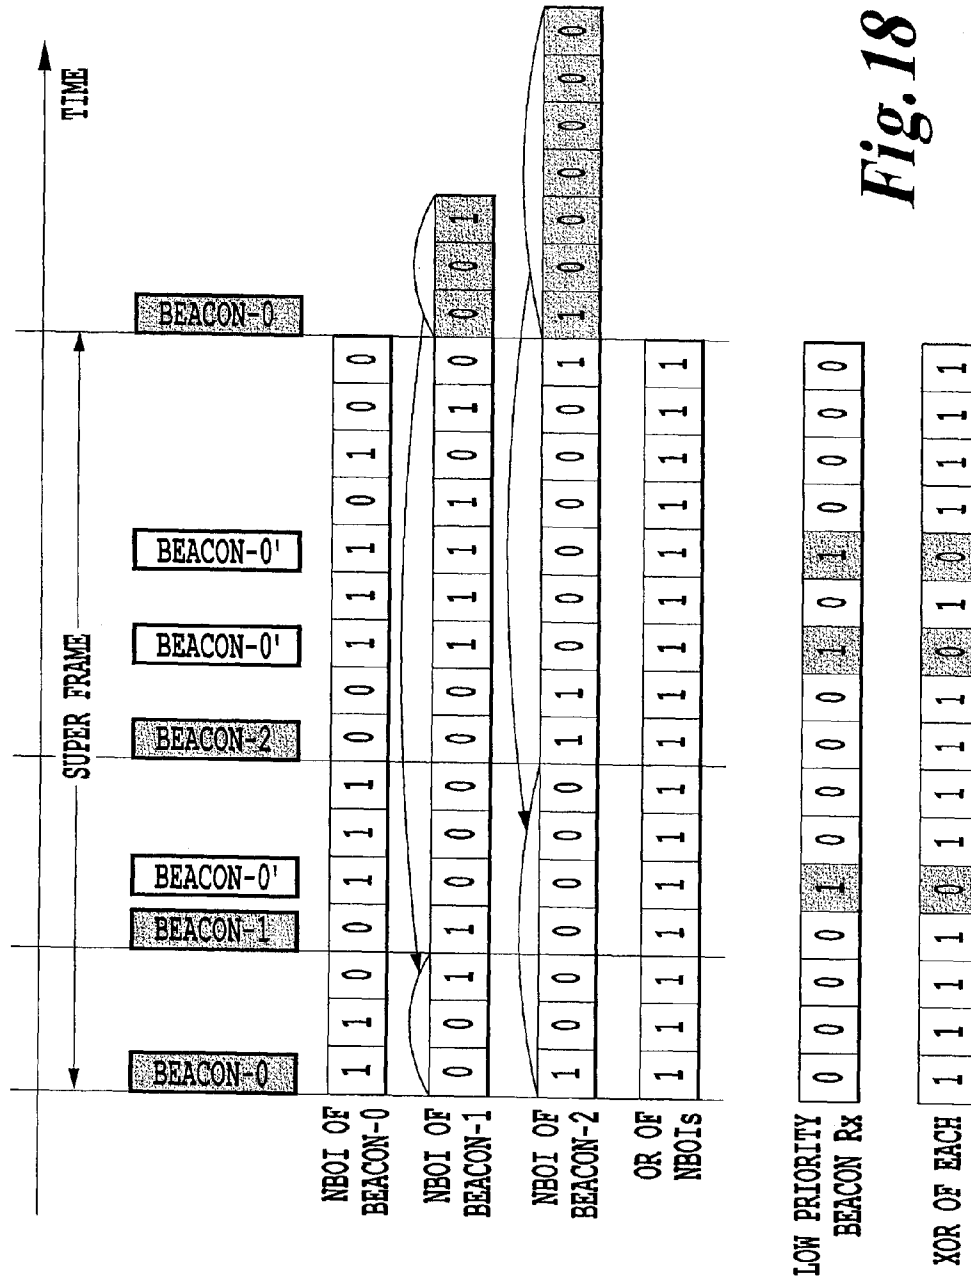 TIME
SUPER FRAME
BEACON-0
BEACON-1
BEACON-0'
BEACON-2
BEACON-0'
BEACON-0'
BEACON-0
NBOI OF
BEACON-0
1 1 0 0 1 1 1 0 0 1 1 1 0 1 0 0
NBOI OF
BEACON-1
0 0 1 1 0 0 0 0 0 1 1 1 1 0 1 0 0 0 1
NBOI OF
BEACON-2
1 0 0 0 0 0 0 1 1 0 0 0 0 0 0 1 1 0 0 0 0 0 0
OR OF
NBOIs
1 1 1 1 1 1 1 1 1 1 1 1 1 1 1 1
LOW PRIORITY
BEACON Rx
0 0 0 0 1 0 0 0 0 1 0 1 0 0 0 0
XOR OF EACH
1 1 1 1 0 1 1 1 1 0 1 0 1 1 1 1
Fig. 18